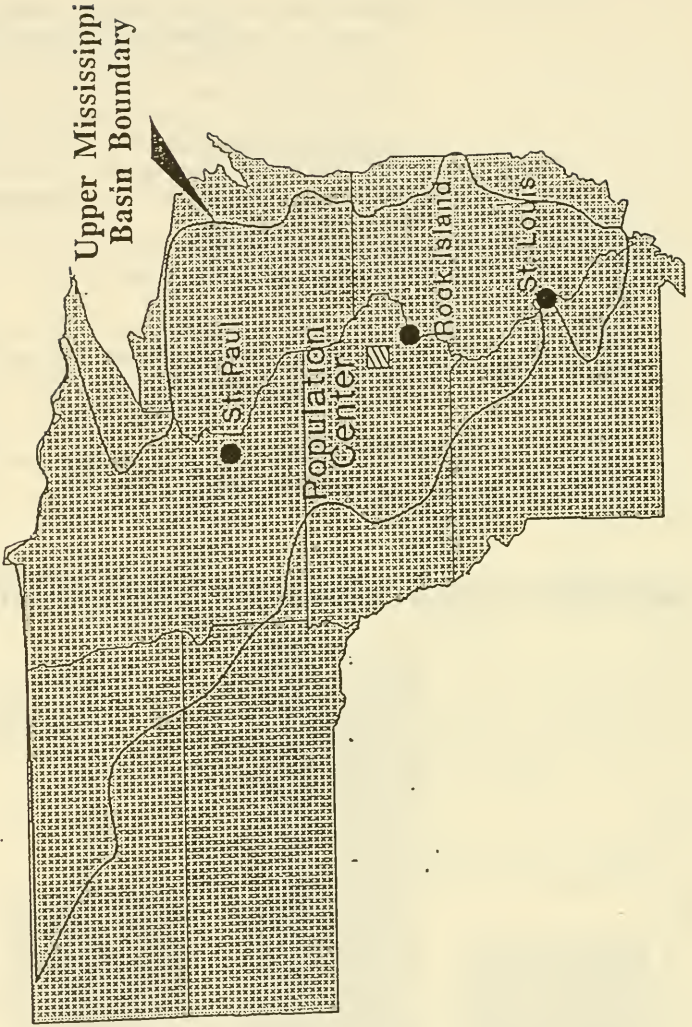 Upper Mississippi
Basin Boundary
St. Paul
Population
Center
Rock Island
St. Louis